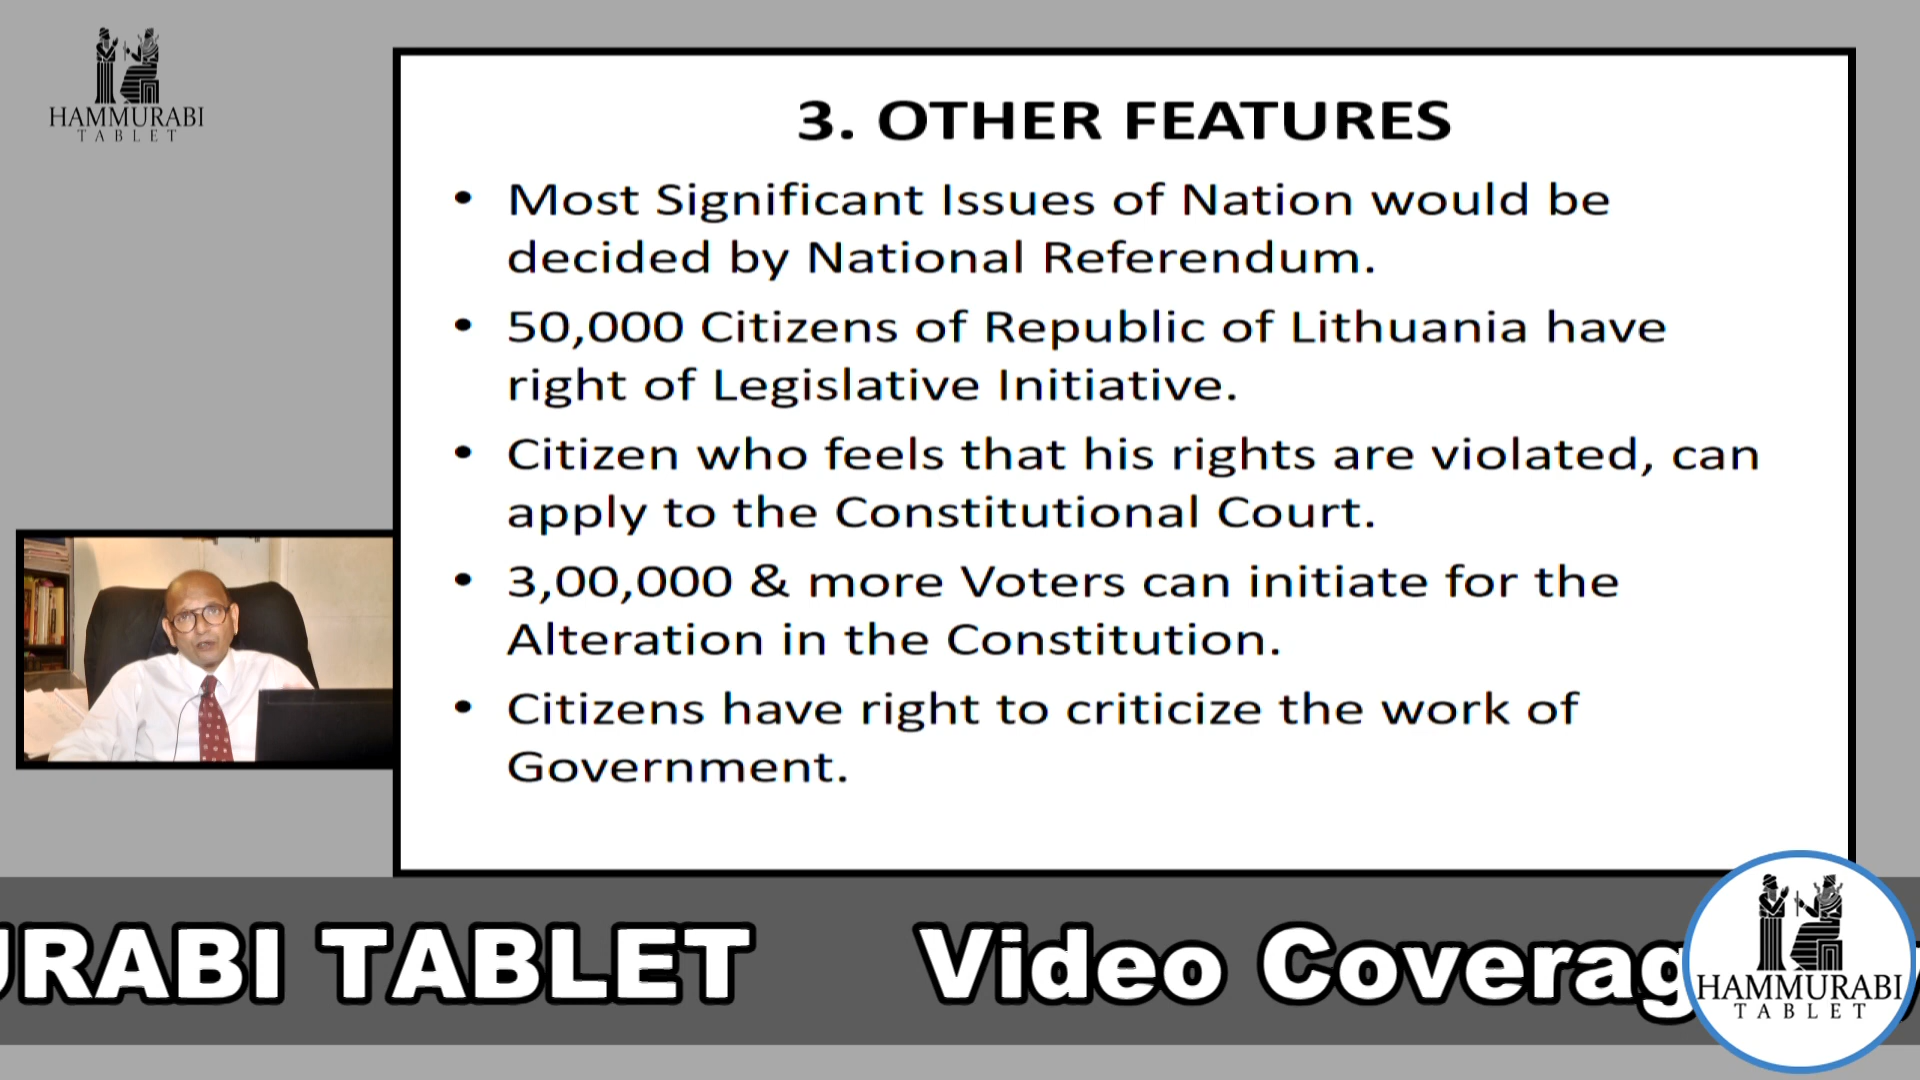 HAMMURABI
TABLET
3. OTHER FEATURES
• Most Significant Issues of Nation would be
decided by National Referendum.
• 50,000 Citizens of Republic of Lithuania have
right of Legislative Initiative.
• Citizen who feels that his rights are violated, can
apply to the Constitutional Court.
• 3,00,000 & more Voters can initiate for the
Alteration in the Constitution.
• Citizens have right to criticize the work of
Government.
URABI TABLET Video Coverag
HAMMURABI
TABLET